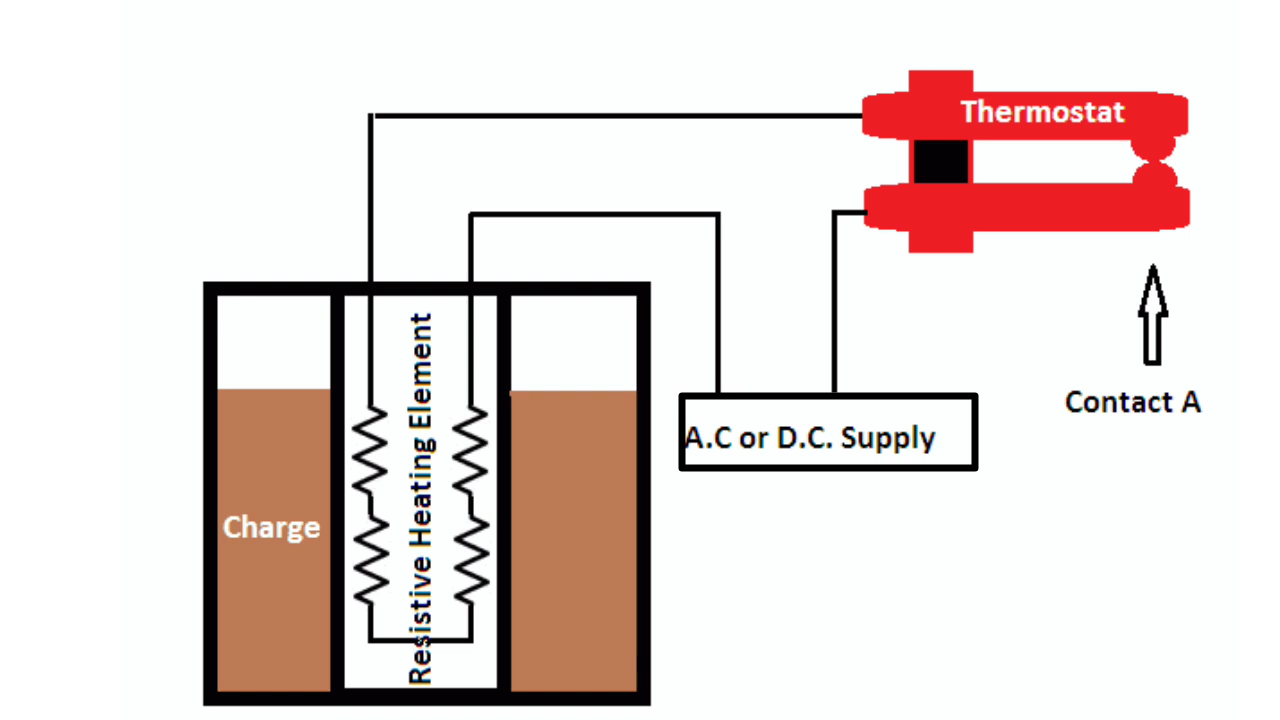 Thermostat
Resistive Heating Element
Contact A
A.C or D.C. Supply
Charge